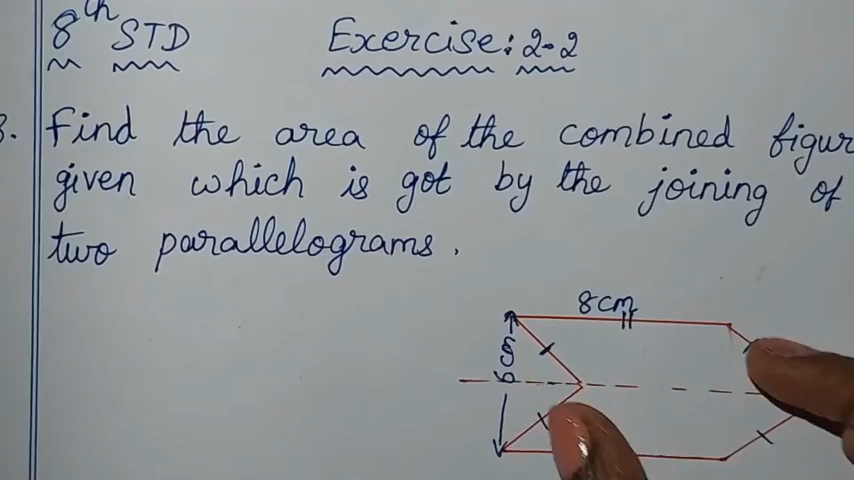 8th STD Exercise: 2.2
3. Find the area of the combined
given which is got by the joining of
two parallelograms.
8cm